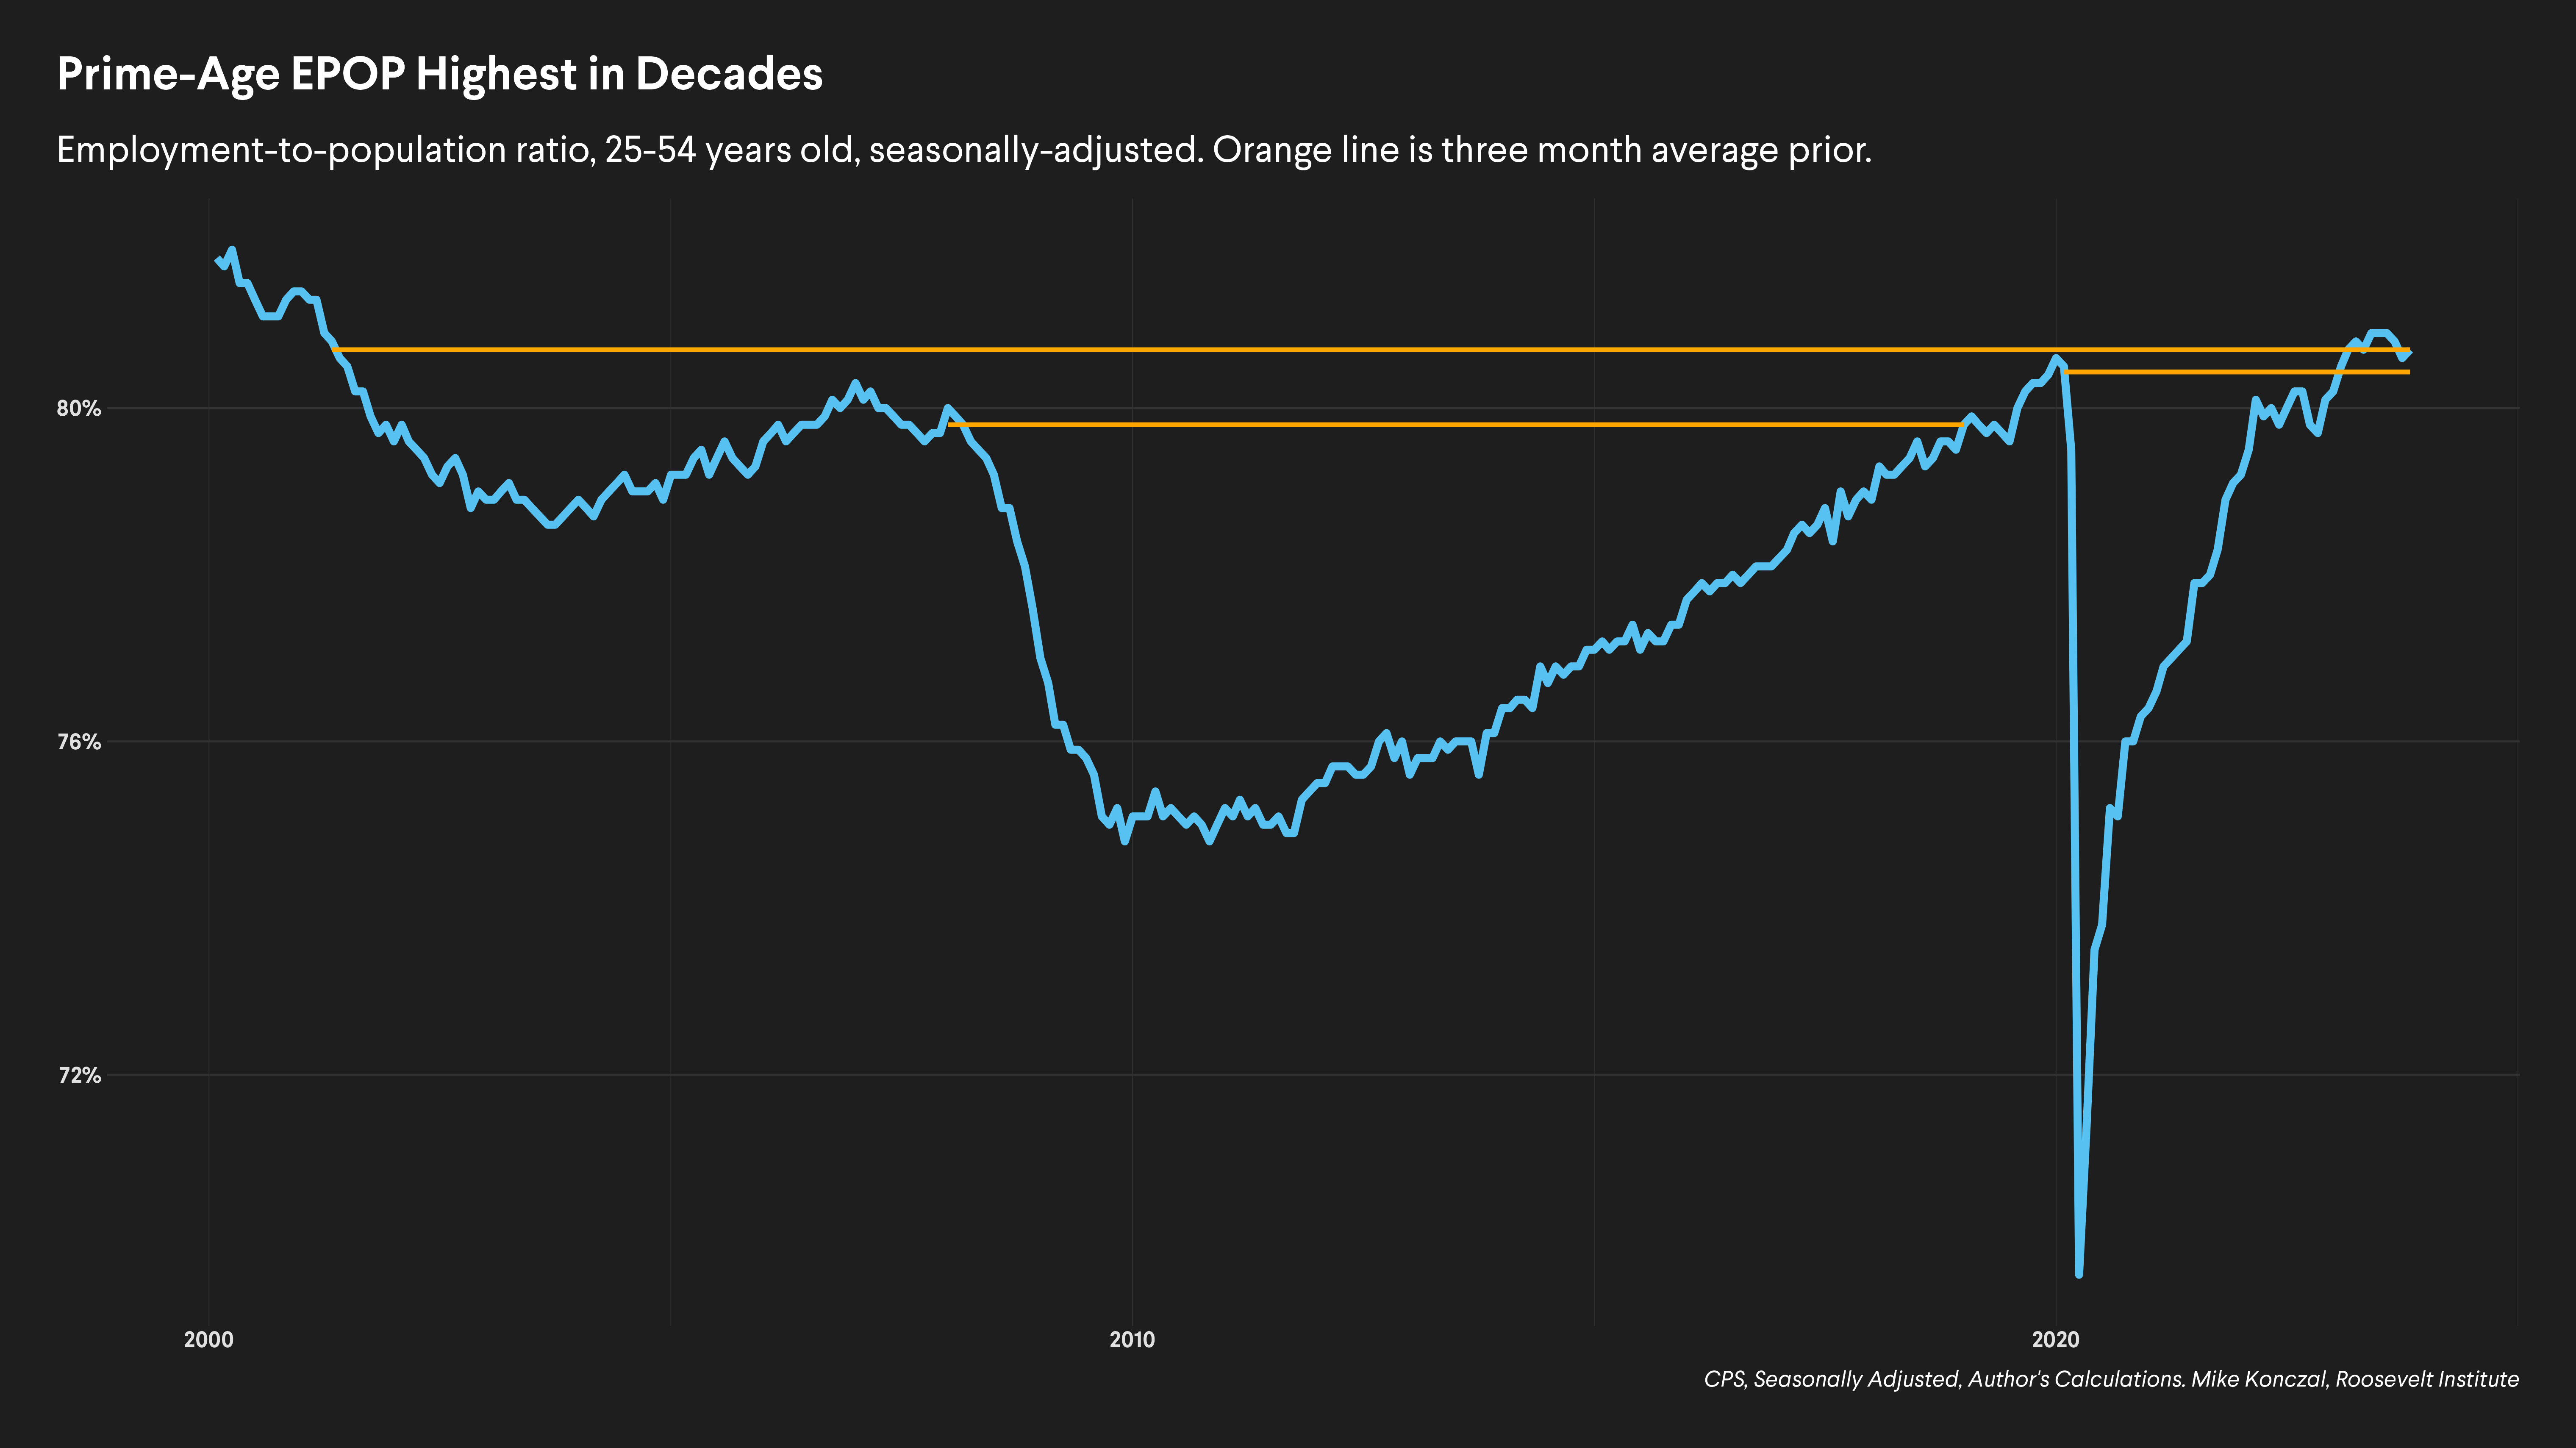 Prime-Age EPOP Highest in Decades
Employment-to-population ratio, 25-54 years old, seasonally-adjusted. Orange line is three month average prior.
80%
76%
72%
2000
2010
2020
CPS, Seasonally Adjusted, Author's Calculations. Mike Konczal, Roosevelt Institute